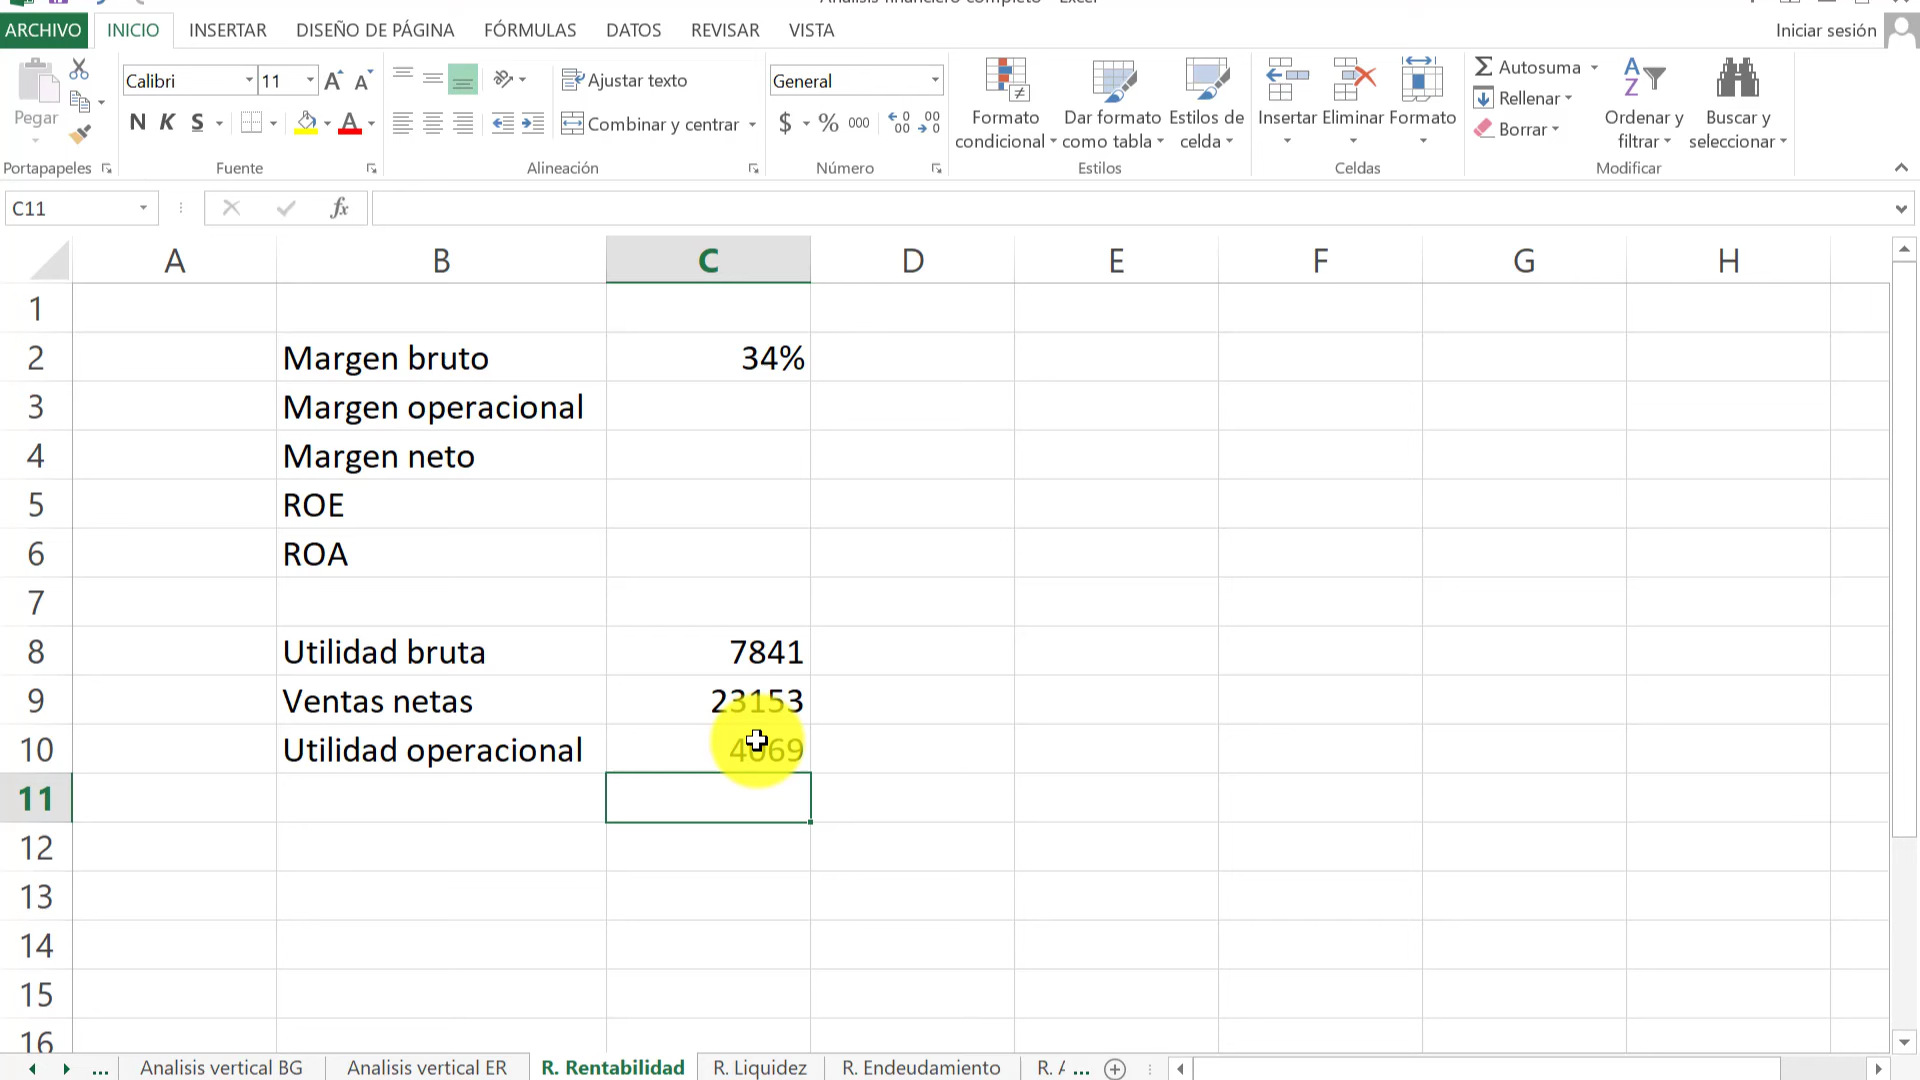 ARCHIVO INICIO INSERTAR DISEÑO DE PÁGINA FÓRMULAS DATOS REVISAR VISTA Iniciar sesión
Pegar
Portapapeles
Calibri 11
N K S
Fuente
Ajustar texto
Combinar y centrar
Alineación
General
$ % 000
Número
Formato condicional
Dar formato como tabla
Estilos de celda
Estilos
Insertar Eliminar Formato
Celdas
Autosuma
Rellenar
Borrar
Ordenar y filtrar
Buscar y seleccionar
Modificar
C11 fx
A B C D E F G H
1
2 Margen bruto 34%
3 Margen operacional
4 Margen neto
5 ROE
6 ROA
7
8 Utilidad bruta 7841
9 Ventas netas 23153
10 Utilidad operacional 4069
11
12
13
14
15
16
... Analisis vertical BG Analisis vertical ER R. Rentabilidad R. Liquidez R. Endeudamiento R. A ...